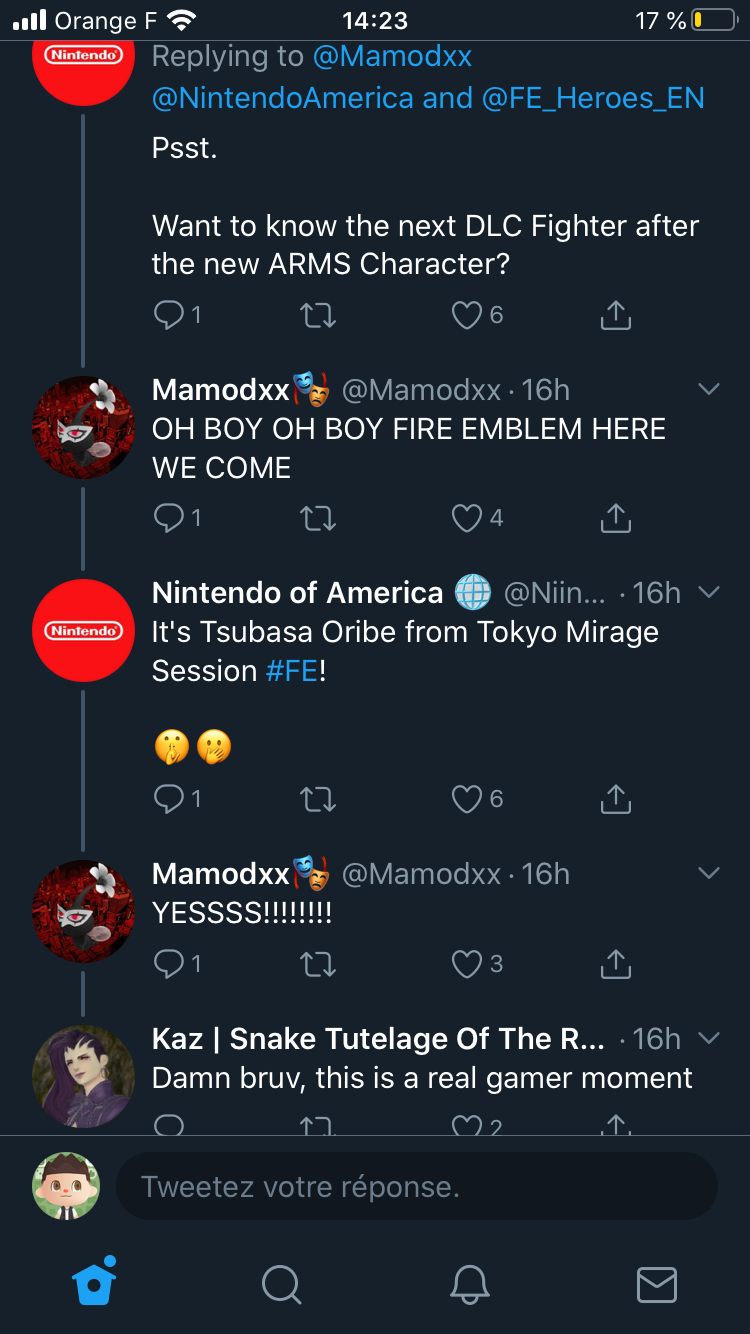 Orange F 14:23 17 %
Nintendo
Replying to @Mamodxx
@NintendoAmerica and @FE_Heroes_EN
Psst.
Want to know the next DLC Fighter after
the new ARMS Character?
1 6
Mamodxx🎭 @Mamodxx · 16h
OH BOY OH BOY FIRE EMBLEM HERE
WE COME
1 4
Nintendo
Nintendo of America 🌐 @Niin... · 16h
It's Tsubasa Oribe from Tokyo Mirage
Session #FE!
🤫🤭
1 6
Mamodxx🎭 @Mamodxx · 16h
YESSSS!!!!!!!!
1 3
Kaz | Snake Tutelage Of The R... · 16h
Damn bruv, this is a real gamer moment
2
Tweetez votre réponse.